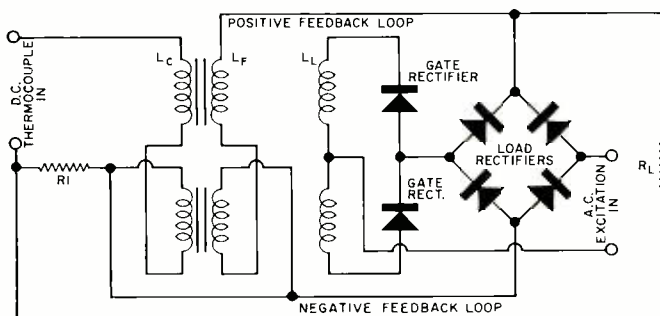 POSITIVE FEEDBACK LOOP
D.C.
THERMOCOUPLE
IN
LC
LF
LL
GATE
RECTIFIER
LOAD
RECTIFIERS
GATE
RECT.
A.C.
EXCITATION
IN
RL
R1
NEGATIVE FEEDBACK LOOP